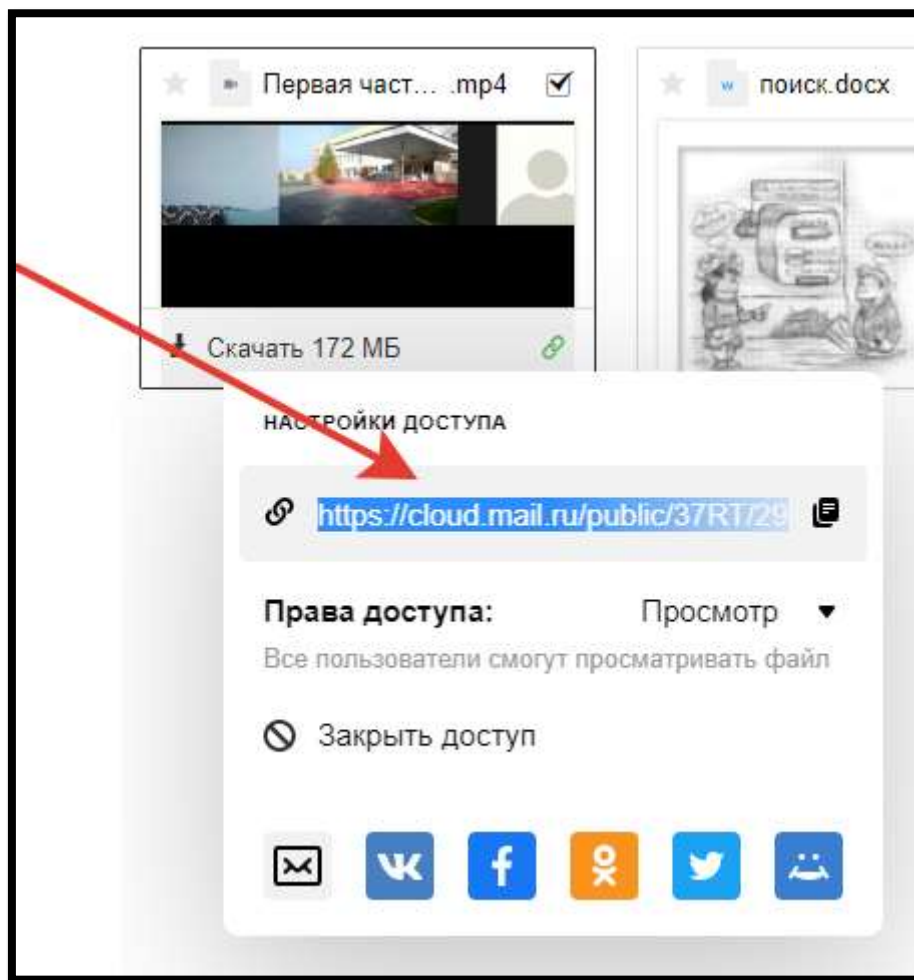 Первая част... .mp4
поиск.docx
Скачать 172 МБ
НАСТРОЙКИ ДОСТУПА
https://cloud.mail.ru/public/37RT/29
Права доступа: Просмотр
Все пользователи смогут просматривать файл
Закрыть доступ